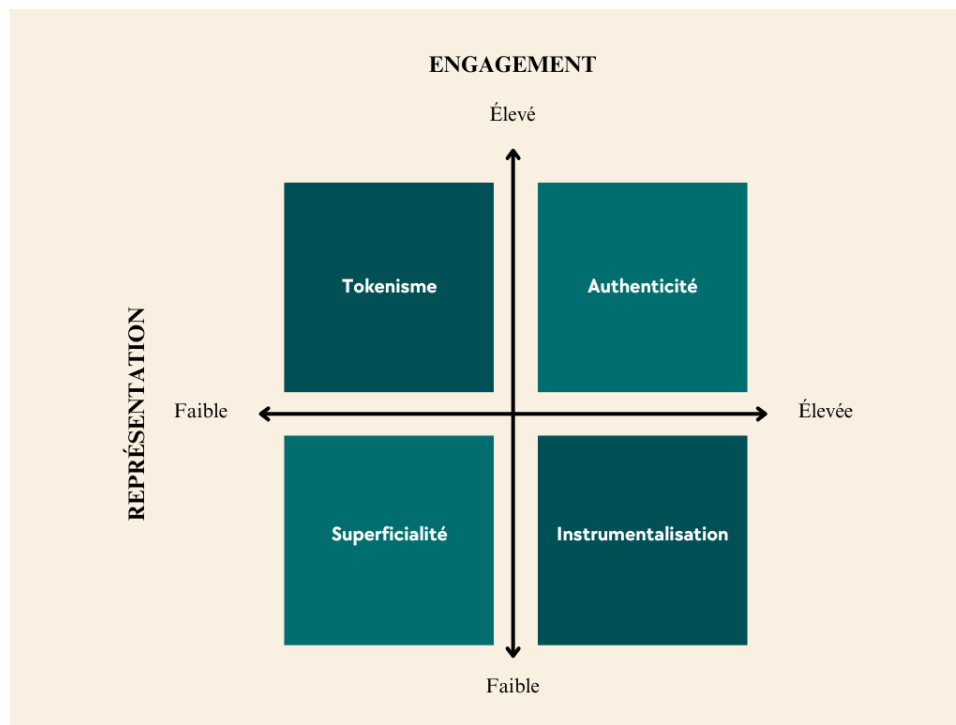 ENGAGEMENT
Élevé
Tokenisme
Authenticité
REPRÉSENTATION
Faible
Élevée
Superficialité
Instrumentalisation
Faible